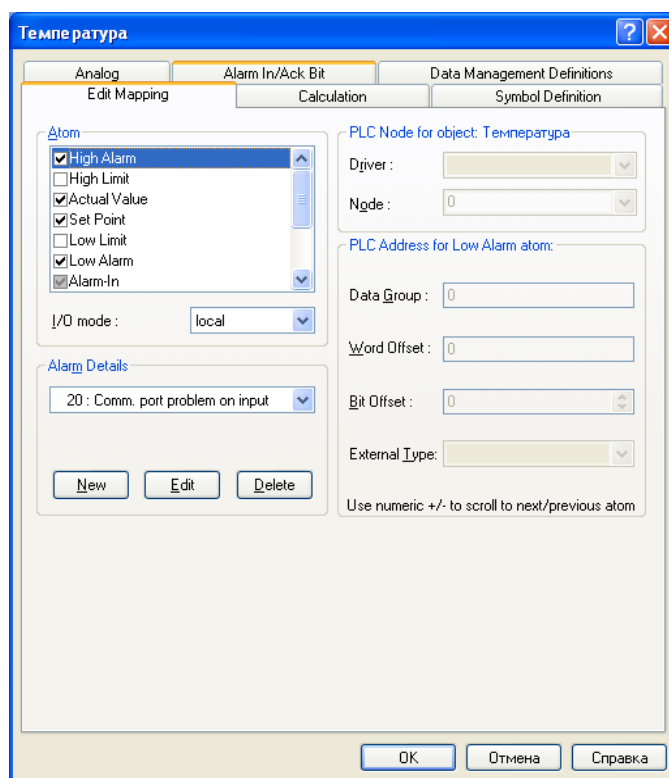 Температура
Analog
Alarm In/Ack Bit
Data Management Definitions
Edit Mapping
Calculation
Symbol Definition
Atom
High Alarm
High Limit
Actual Value
Set Point
Low Limit
Low Alarm
Alarm-In
I/O mode :
local
Alarm Details
20 : Comm. port problem on input
New
Edit
Delete
PLC Node for object: Температура
Driver :
Node :
0
PLC Address for Low Alarm atom:
Data Group :
0
Word Offset :
0
Bit Offset :
0
External Type:
Use numeric +/- to scroll to next/previous atom
OK
Отмена
Справка